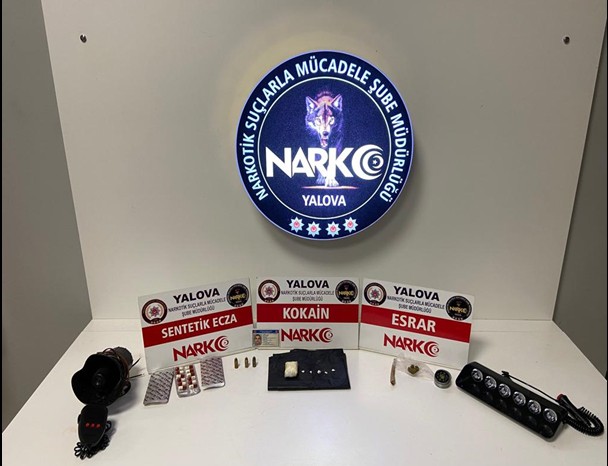 NARKOTİK SUÇLARLA MÜCADELE ŞUBE MÜDÜRLÜĞÜ
NARKO
YALOVA
YALOVA
NARKOTİK SUÇLARLA MÜCADELE
ŞUBE MÜDÜRLÜĞÜ
SENTETİK ECZA
NARKO
YALOVA
NARKOTİK SUÇLARLA MÜCADELE
ŞUBE MÜDÜRLÜĞÜ
KOKAİN
NARKO
YALOVA
NARKOTİK SUÇLARLA MÜCADELE
ŞUBE MÜDÜRLÜĞÜ
ESRAR
NARKO